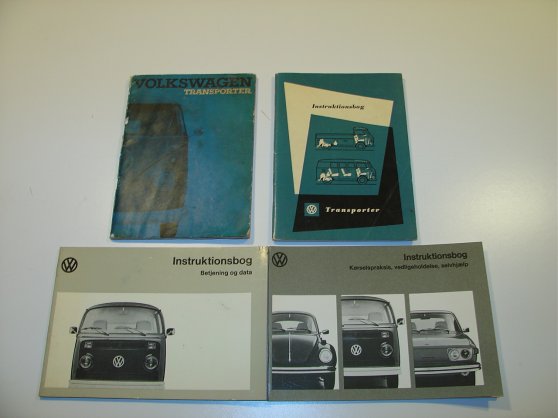 VOLKSWAGEN
TRANSPORTER
Instruktionsbog
Transporter
Instruktionsbog
Betjening og data
Instruktionsbog
Kørselspraksis, vedligeholdelse, selvhjælp